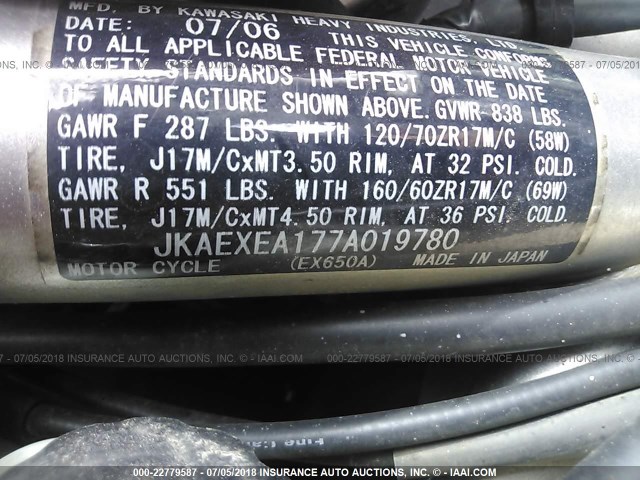 MFD. BY KAWASAKI HEAVY INDUSTRIES, LTD.
DATE: 07/06 THIS VEHICLE CONFORMS
TO ALL APPLICABLE FEDERAL MOTOR VEHICLE
SAFETY STANDARDS IN EFFECT ON THE DATE
OF MANUFACTURE SHOWN ABOVE. GVWR 838 LBS.
GAWR F 287 LBS. WITH 120/70ZR17M/C (58W)
TIRE, J17M/CxMT3.50 RIM, AT 32 PSI. COLD.
GAWR R 551 LBS. WITH 160/60ZR17M/C (69W)
TIRE, J17M/CxMT4.50 RIM, AT 36 PSI. COLD.
JKAEXEA177A019780
MOTOR CYCLE (EX650A) MADE IN JAPAN
Fine Ca
000-22779587 - 07/05/2018 INSURANCE AUTO AUCTIONS, INC. © - IAAI.COM